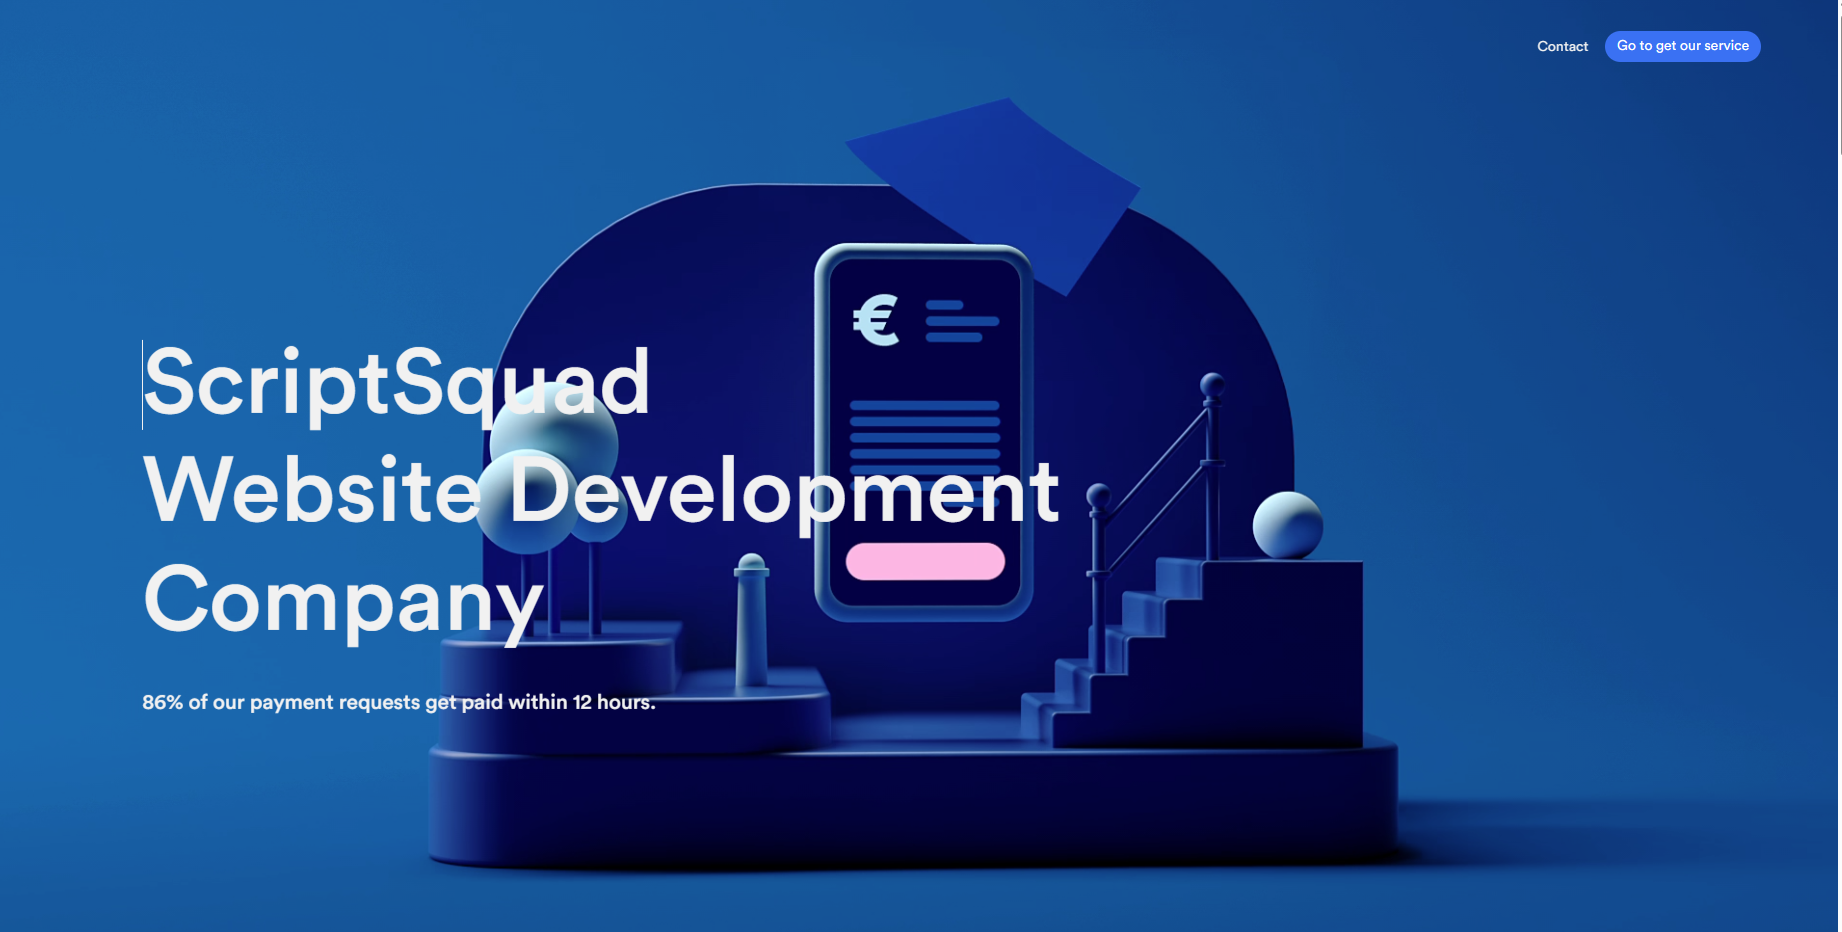 Contact
Go to get our service
€
ScriptSquad
Website Development
Company
86% of our payment requests get paid within 12 hours.